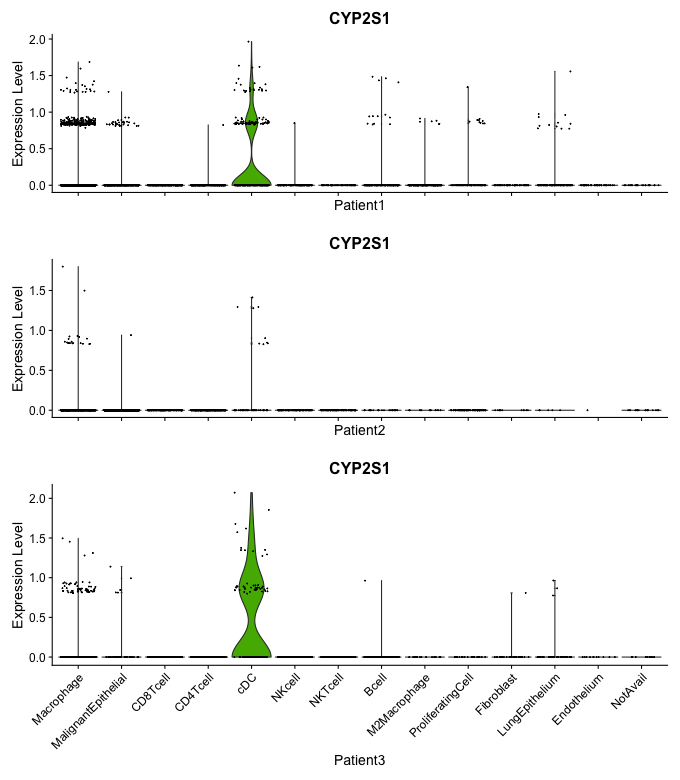 CYP2S1
Expression Level
2.0
1.5
1.0
0.5
0.0
Patient1
CYP2S1
Expression Level
1.5
1.0
0.5
0.0
Patient2
CYP2S1
Expression Level
2.0
1.5
1.0
0.5
0.0
Macrophage
MalignantEpithelial
CD8Tcell
CD4Tcell
cDC
NKcell
NKTcell
Bcell
M2Macrophage
ProliferatingCell
Fibroblast
LungEpithelium
Endothelium
NotAvail
Patient3